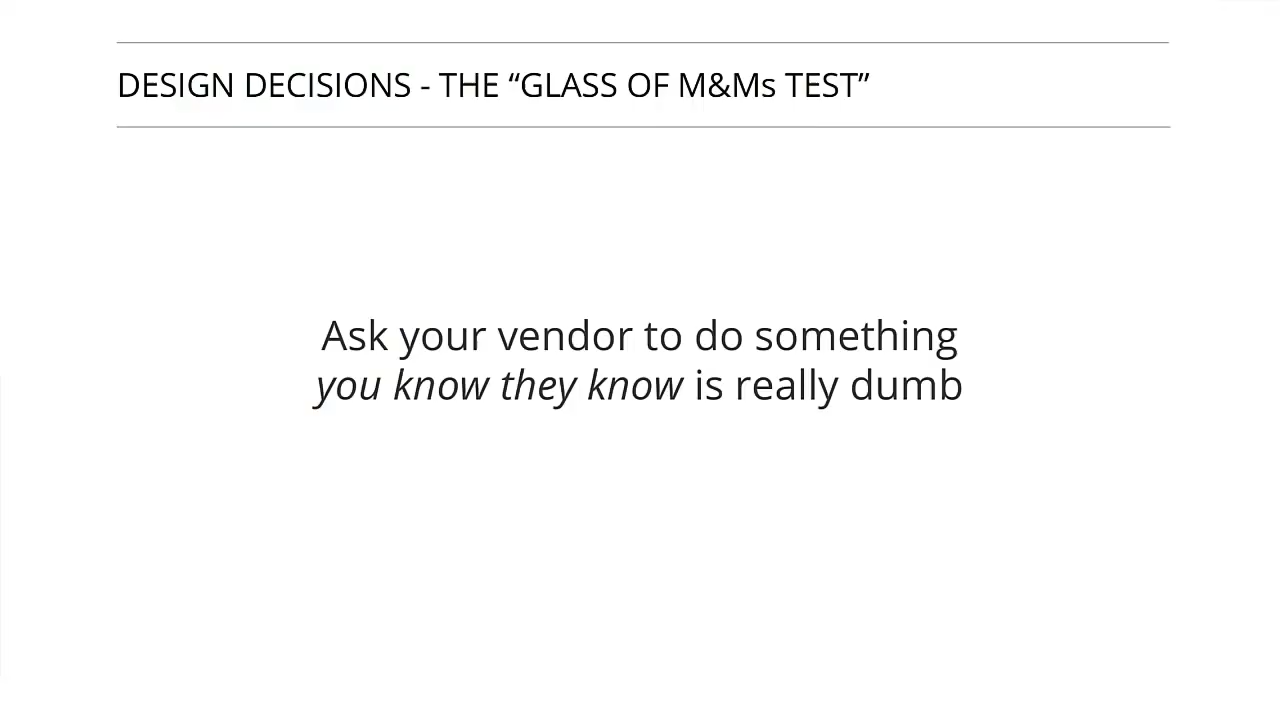 DESIGN DECISIONS - THE “GLASS OF M&Ms TEST”
Ask your vendor to do something
you know they know is really dumb